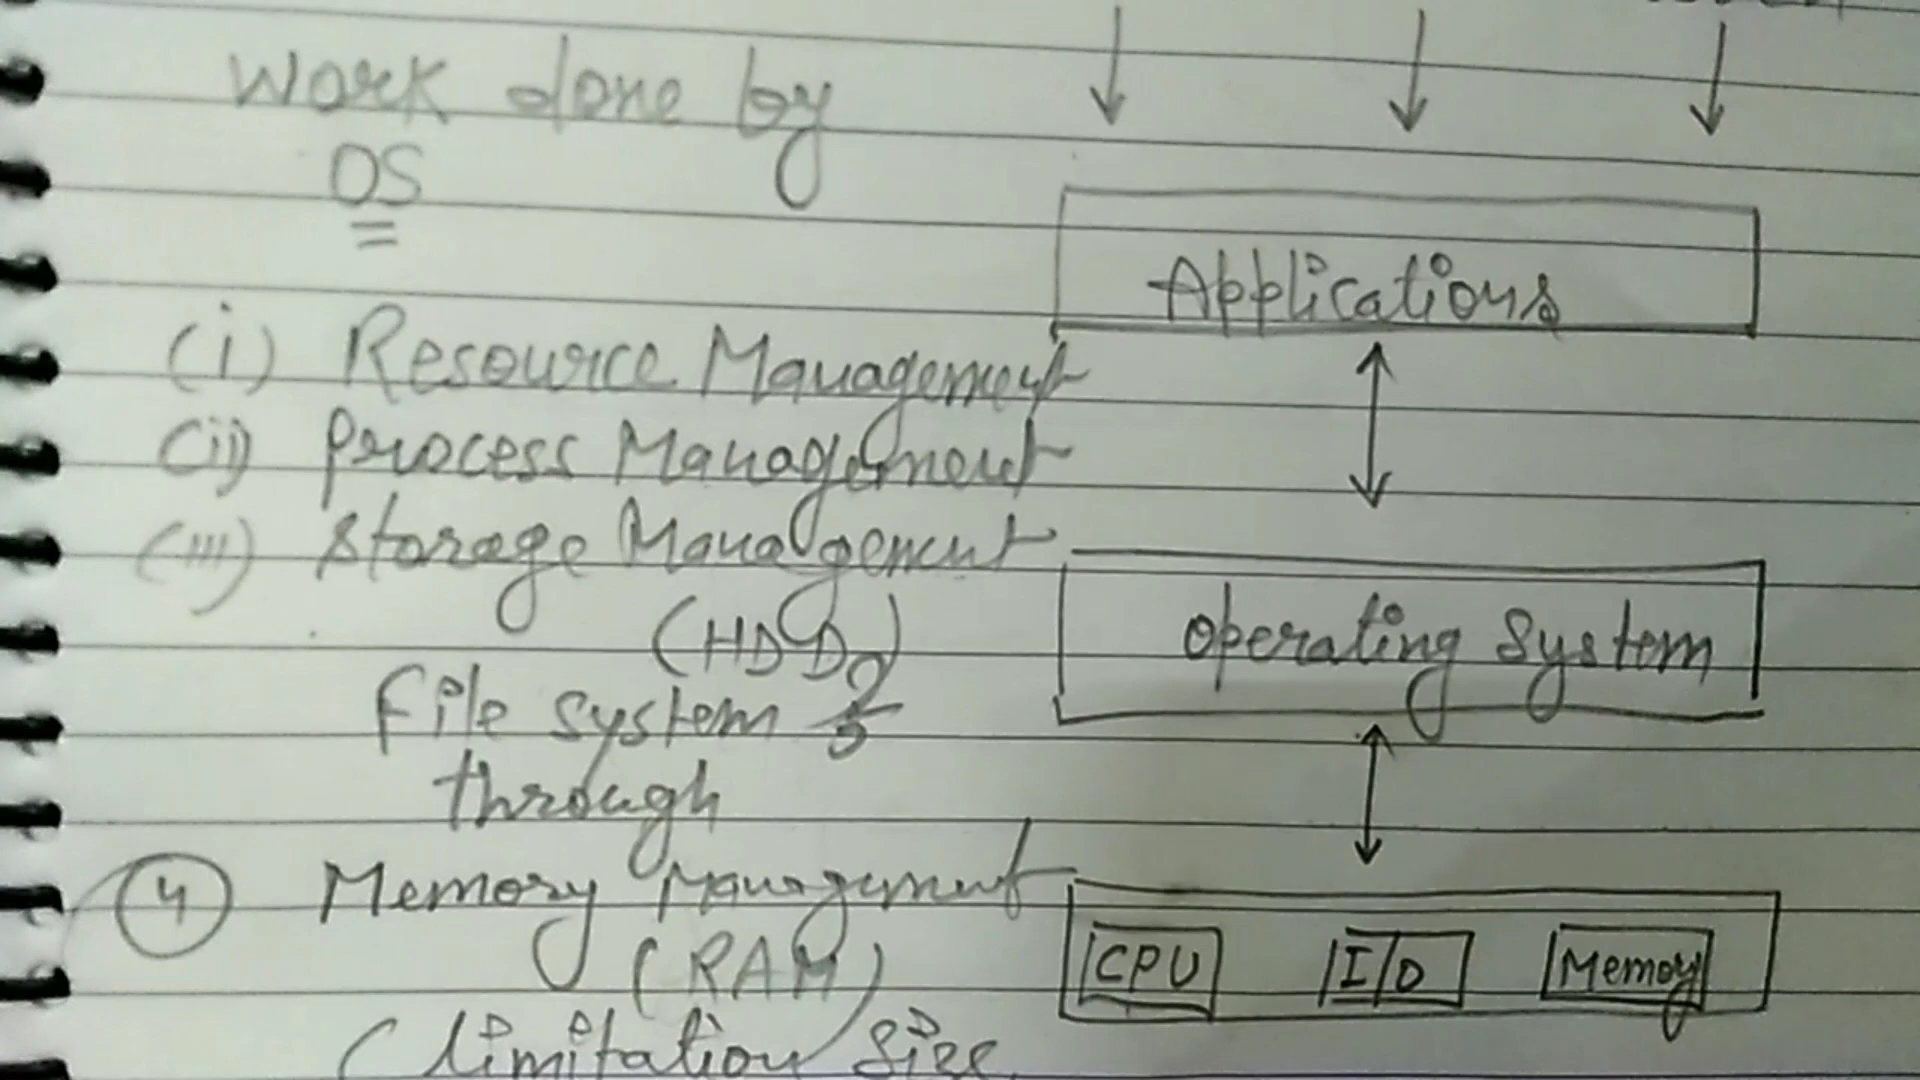 Work done by
OS
(i) Resource Management
(ii) Process Management
(iii) Storage Management
(HDD)
File system
through
4 Memory Management
(RAM)
(limitation size
Applications
Operating System
CPU I/O Memory